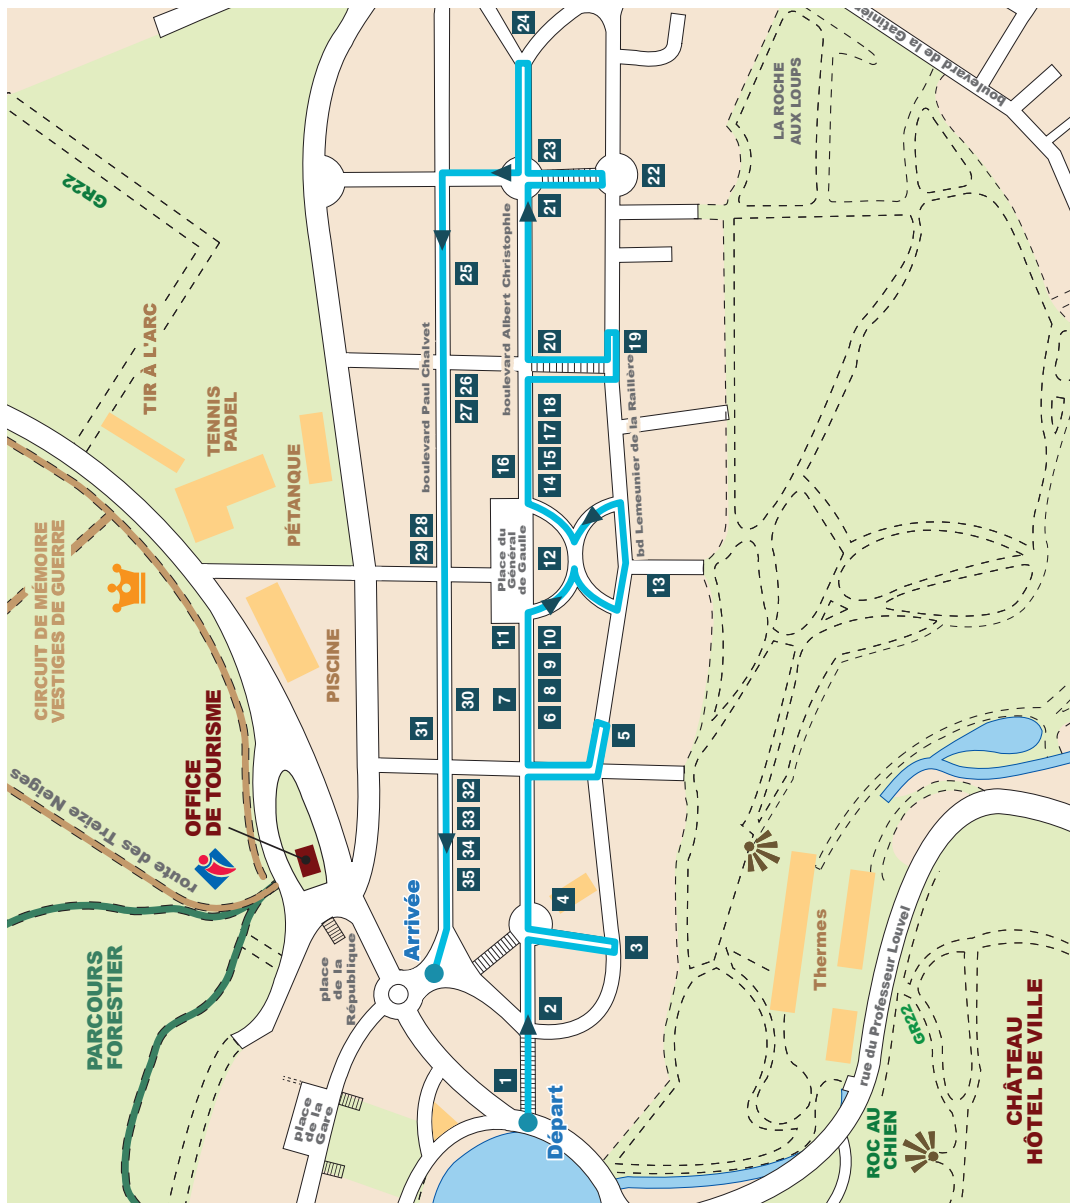 24
boulevard de la Gatinière
LA ROCHE
AUX LOUPS
23
22
GR22
21
boulevard Albert Christophle
25
TIR À L'ARC
boulevard Paul Chalvet
20
19
bd Lemeunier de la Raillère
TENNIS
PADEL
27 26
18
17
15
14
16
PÉTANQUE
CIRCUIT DE MÉMOIRE
VESTIGES DE GUERRE
29 28
Place du
Général
de Gaulle
12
13
PISCINE
11
10
9
8
6
7
30
31
5
route des Treize Neiges
OFFICE
DE TOURISME
32
33
34
35
4
3
Arrivée
place
de la
République
PARCOURS
FORESTIER
2
1
Départ
place
de la
Gare
Thermes
rue du Professeur Louvel
GR22
CHÂTEAU
HÔTEL DE VILLE
ROC AU
CHIEN